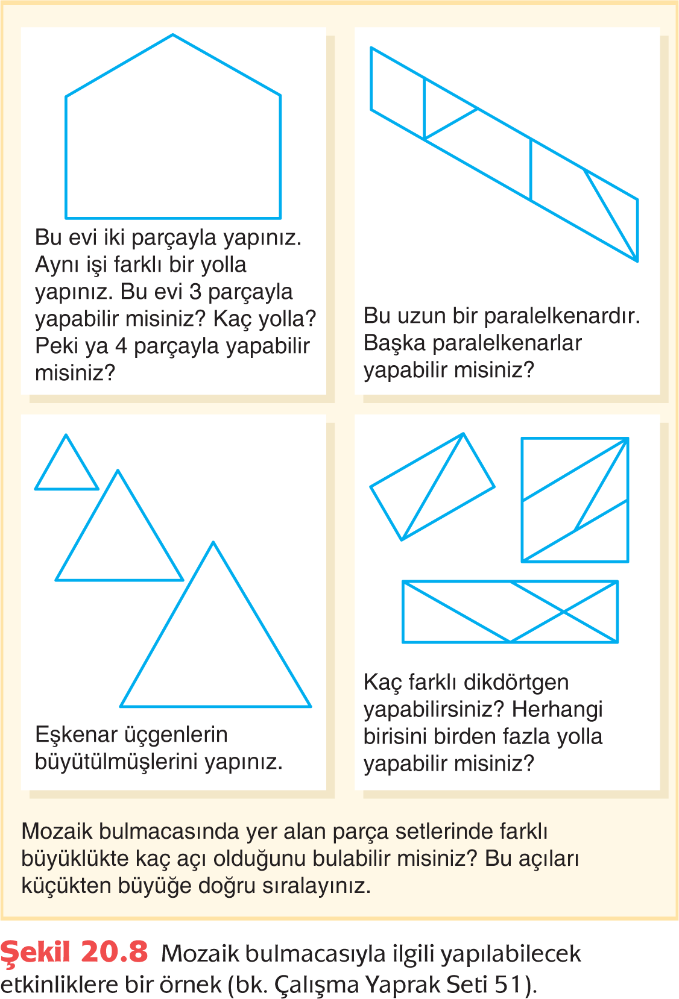 Bu evi iki parçayla yapınız.
Aynı işi farklı bir yolla
yapınız. Bu evi 3 parçayla
yapabilir misiniz? Kaç yolla?
Peki ya 4 parçayla yapabilir
misiniz?
Bu uzun bir paralelkenardır.
Başka paralelkenarlar
yapabilir misiniz?
Eşkenar üçgenlerin
büyütülmüşlerini yapınız.
Kaç farklı dikdörtgen
yapabilirsiniz? Herhangi
birisini birden fazla yolla
yapabilir misiniz?
Mozaik bulmacasında yer alan parça setlerinde farklı
büyüklükte kaç açı olduğunu bulabilir misiniz? Bu açıları
küçükten büyüğe doğru sıralayınız.
Şekil 20.8 Mozaik bulmacasıyla ilgili yapılabilecek
etkinliklere bir örnek (bk. Çalışma Yaprak Seti 51).